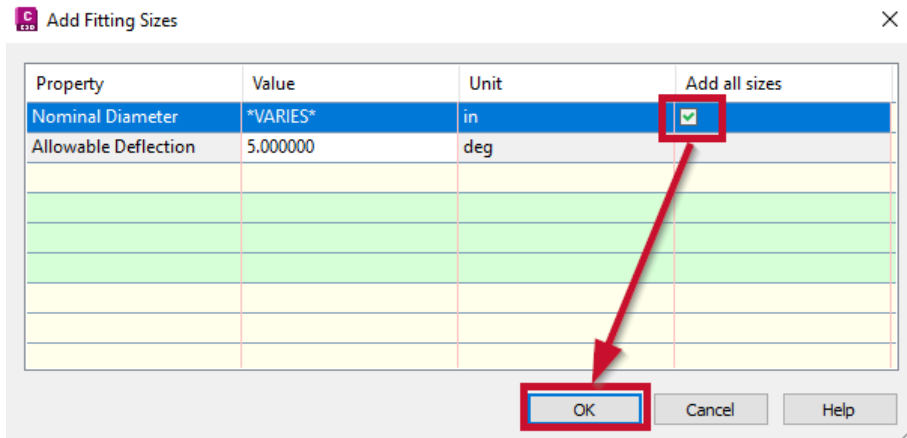 C
C3D
Add Fitting Sizes
Property Value Unit Add all sizes
Nominal Diameter *VARIES* in
Allowable Deflection 5.000000 deg
OK Cancel Help